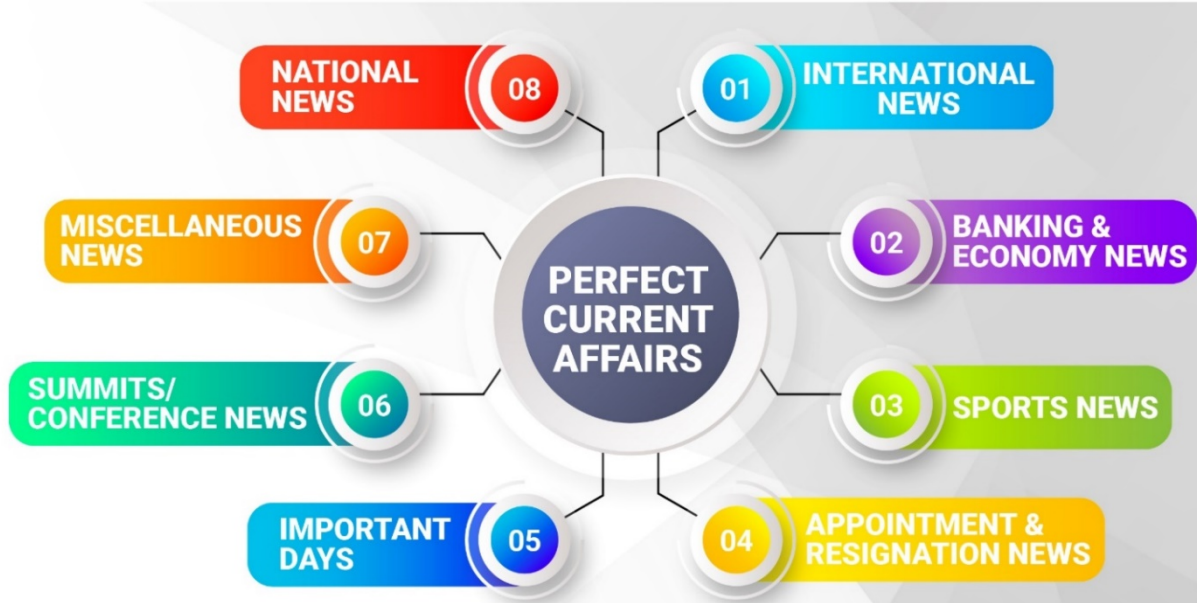 PERFECT
CURRENT
AFFAIRS
01
INTERNATIONAL
NEWS
02
BANKING &
ECONOMY NEWS
03
SPORTS NEWS
04
APPOINTMENT &
RESIGNATION NEWS
05
IMPORTANT
DAYS
06
SUMMITS/
CONFERENCE NEWS
07
MISCELLANEOUS
NEWS
08
NATIONAL
NEWS